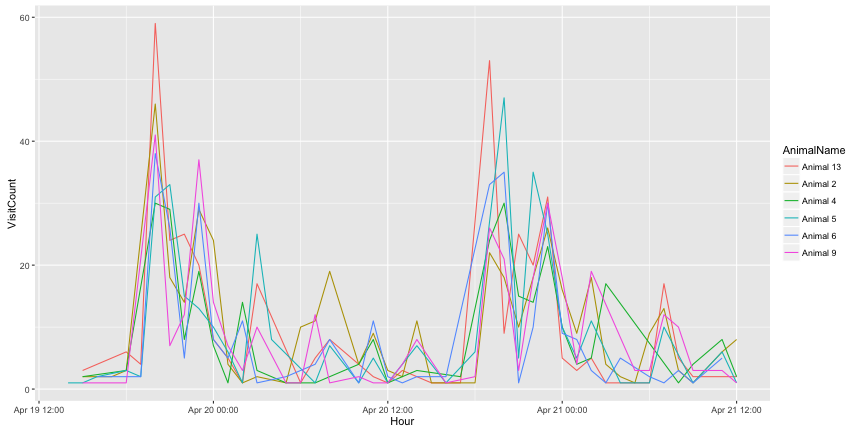 60
40
20
0
VisitCount
Apr 19 12:00
Apr 20 00:00
Apr 20 12:00
Apr 21 00:00
Apr 21 12:00
Hour
AnimalName
Animal 13
Animal 2
Animal 4
Animal 5
Animal 6
Animal 9